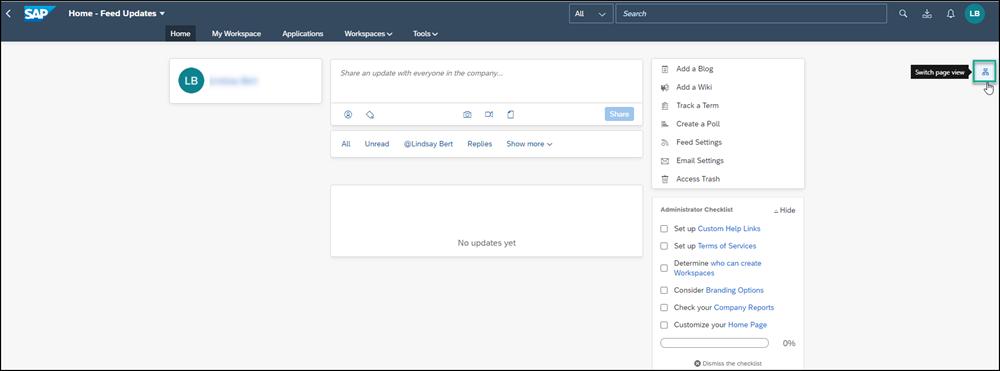 SAP Home - Feed Updates All Search LB
Home My Workspace Applications Workspaces Tools
LB
Share an update with everyone in the company...
Share
All Unread @Lindsay Bert Replies Show more
No updates yet
Add a Blog
Add a Wiki
Track a Term
Create a Poll
Feed Settings
Email Settings
Access Trash
Switch page view
Administrator Checklist Hide
Set up Custom Help Links
Set up Terms of Services
Determine who can create
Workspaces
Consider Branding Options
Check your Company Reports
Customize your Home Page
0%
Dismiss the checklist